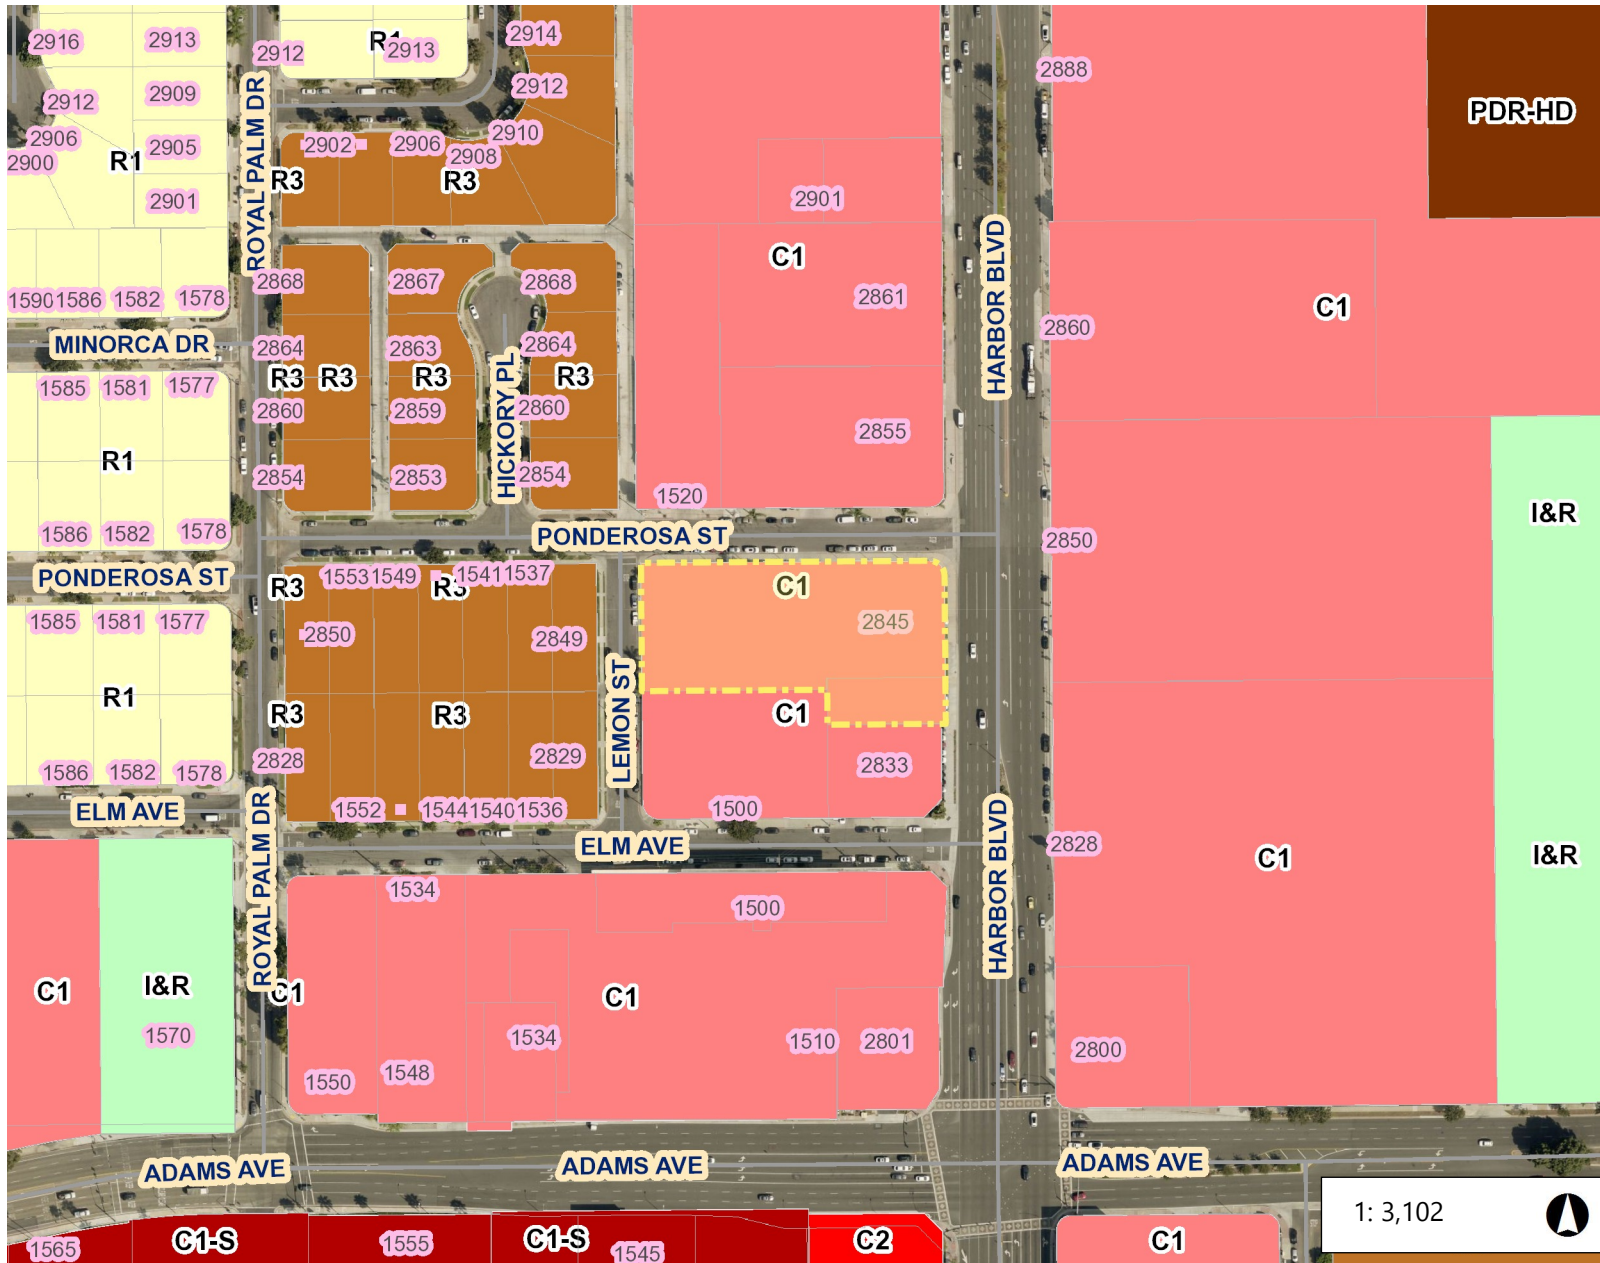 2916
2913
R1
2913
2914
2912
2888
2912
2909
2912
PDR-HD
2906
2905
2900
R1
2902
2906
2910
2908
R3
R3
2901
2901
ROYAL PALM DR
C1
HARBOR BLVD
2868
2867
2868
2861
C1
1590
1586
1582
1578
2860
MINORCA DR
2864
2863
2864
R3
R3
R3
R3
1585
1581
1577
2860
2859
HICKORY PL
2860
2855
R1
2854
2853
2854
1520
I&R
1586
1582
1578
PONDEROSA ST
2850
PONDEROSA ST
R3
1553
1549
R3
1541
1537
C1
1585
1581
1577
2850
2849
2845
R1
LEMON ST
R3
R3
C1
2828
2829
2833
1586
1582
1578
ELM AVE
1552
1544
1540
1536
1500
HARBOR BLVD
ELM AVE
2828
C1
I&R
ROYAL PALM DR
1534
1500
C1
I&R
C1
C1
1570
1534
1510
2801
2800
1550
1548
ADAMS AVE
ADAMS AVE
ADAMS AVE
1: 3,102
1565
C1-S
1555
C1-S
1545
C2
C1